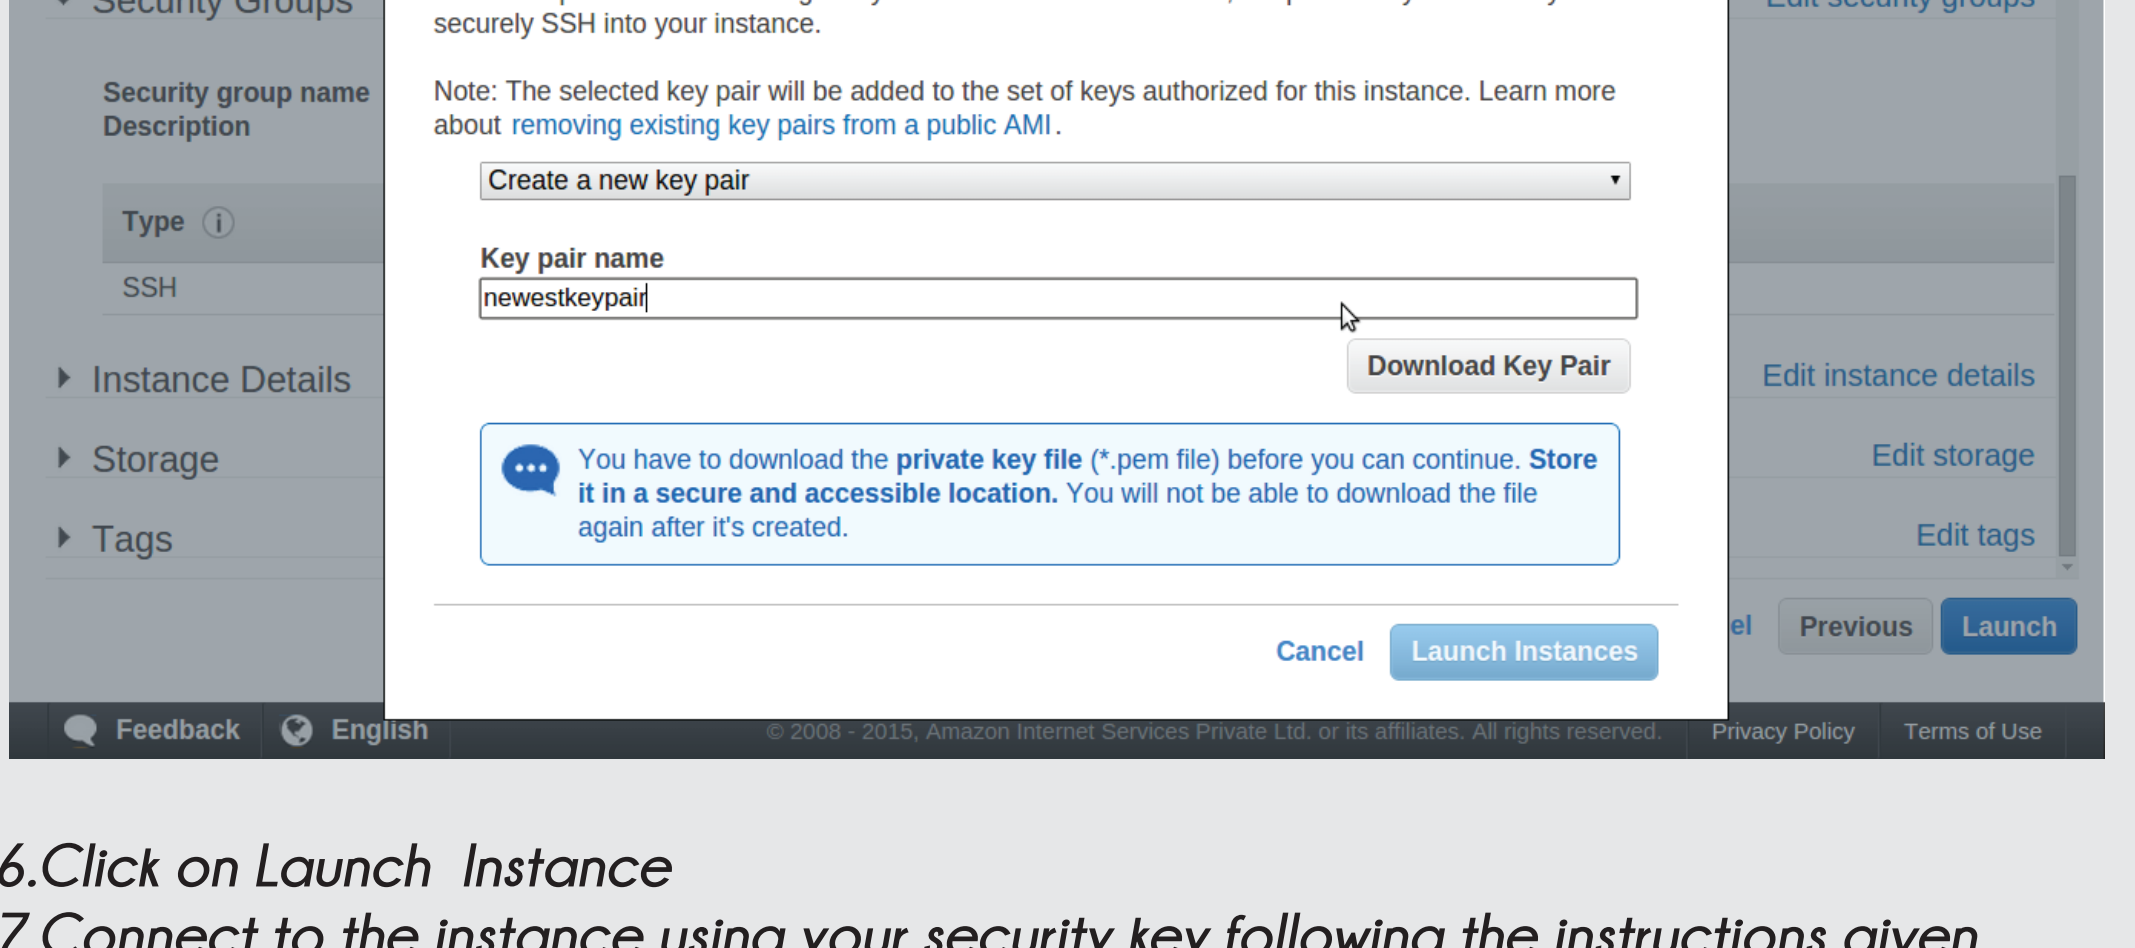 Security Groups
Edit security groups
securely SSH into your instance.
Security group name
Description
Note: The selected key pair will be added to the set of keys authorized for this instance. Learn more
about removing existing key pairs from a public AMI.
Create a new key pair
Type i
Key pair name
SSH
newestkeypair
Download Key Pair
Instance Details
Edit instance details
You have to download the private key file (*.pem file) before you can continue. Store
it in a secure and accessible location. You will not be able to download the file
again after it's created.
Storage
Edit storage
Tags
Edit tags
Cancel Launch Instances
el Previous Launch
Feedback English © 2008 - 2015, Amazon Internet Services Private Ltd. or its affiliates. All rights reserved. Privacy Policy Terms of Use
6.Click on Launch Instance
7.Connect to the instance using your security key following the instructions given